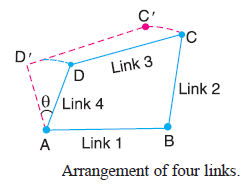 C′
C
D′
D
Link 3
θ
Link 4
Link 2
A
Link 1
B
Arrangement of four links.